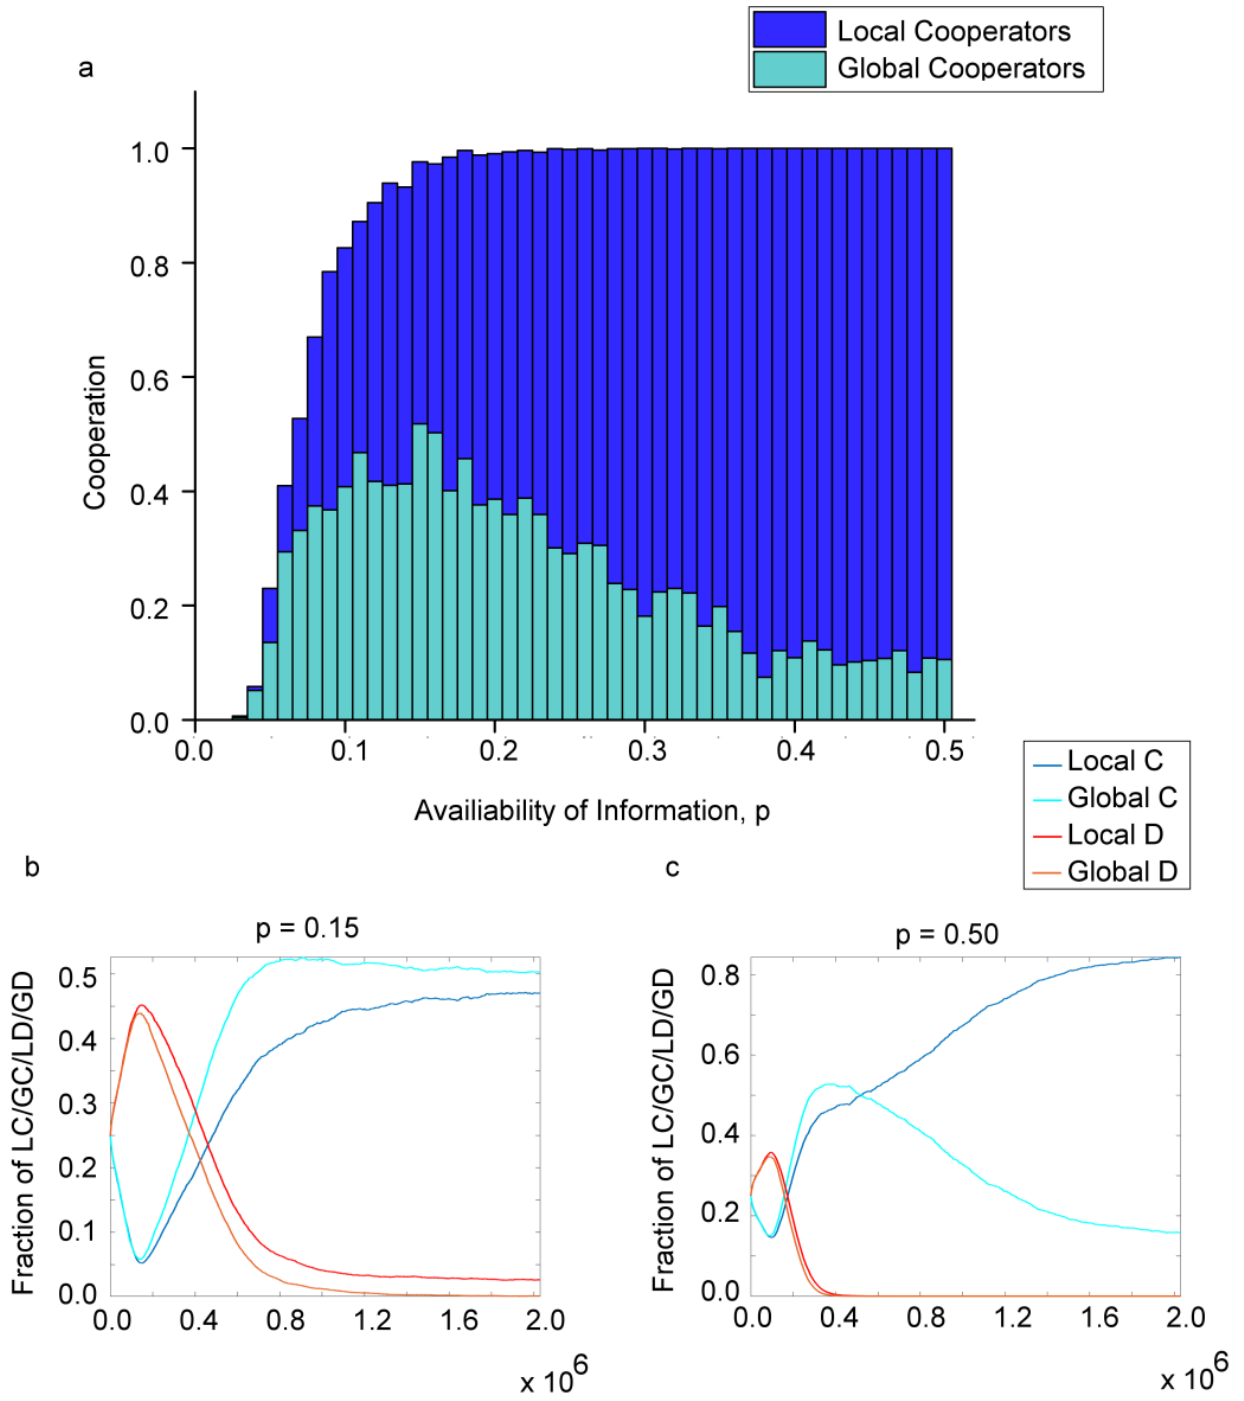 Local Cooperators
Global Cooperators
a
1.0
0.8
0.6
0.4
0.2
0.0
Cooperation
0.0 0.1 0.2 0.3 0.4 0.5
Availiability of Information, p
Local C
Global C
Local D
Global D
b
c
p = 0.15
0.5
0.4
0.3
0.2
0.1
0.0
Fraction of LC/GC/LD/GD
0.0 0.4 0.8 1.2 1.6 2.0
x 10^6
p = 0.50
0.8
0.6
0.4
0.2
0.0
Fraction of LC/GC/LD/GD
0.0 0.4 0.8 1.2 1.6 2.0
x 10^6